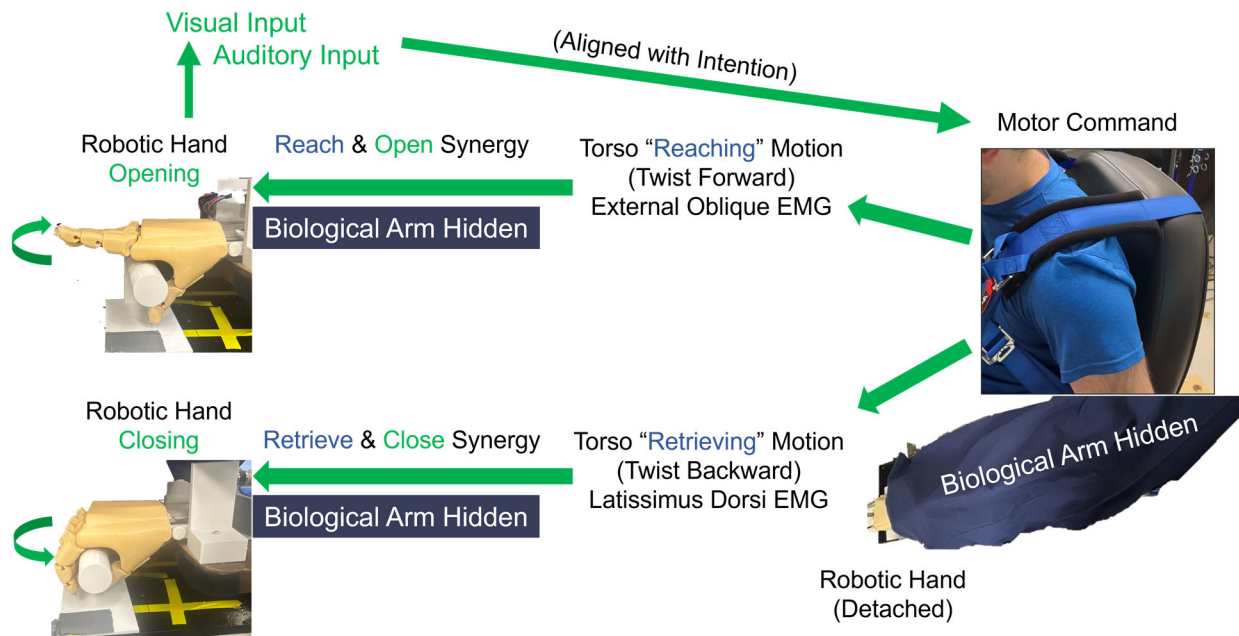 Visual Input
Auditory Input
(Aligned with Intention)
Motor Command
Robotic Hand
Opening
Reach & Open Synergy
Biological Arm Hidden
Torso “Reaching” Motion
(Twist Forward)
External Oblique EMG
Robotic Hand
Closing
Retrieve & Close Synergy
Biological Arm Hidden
Torso “Retrieving” Motion
(Twist Backward)
Latissimus Dorsi EMG
Biological Arm Hidden
Robotic Hand
(Detached)